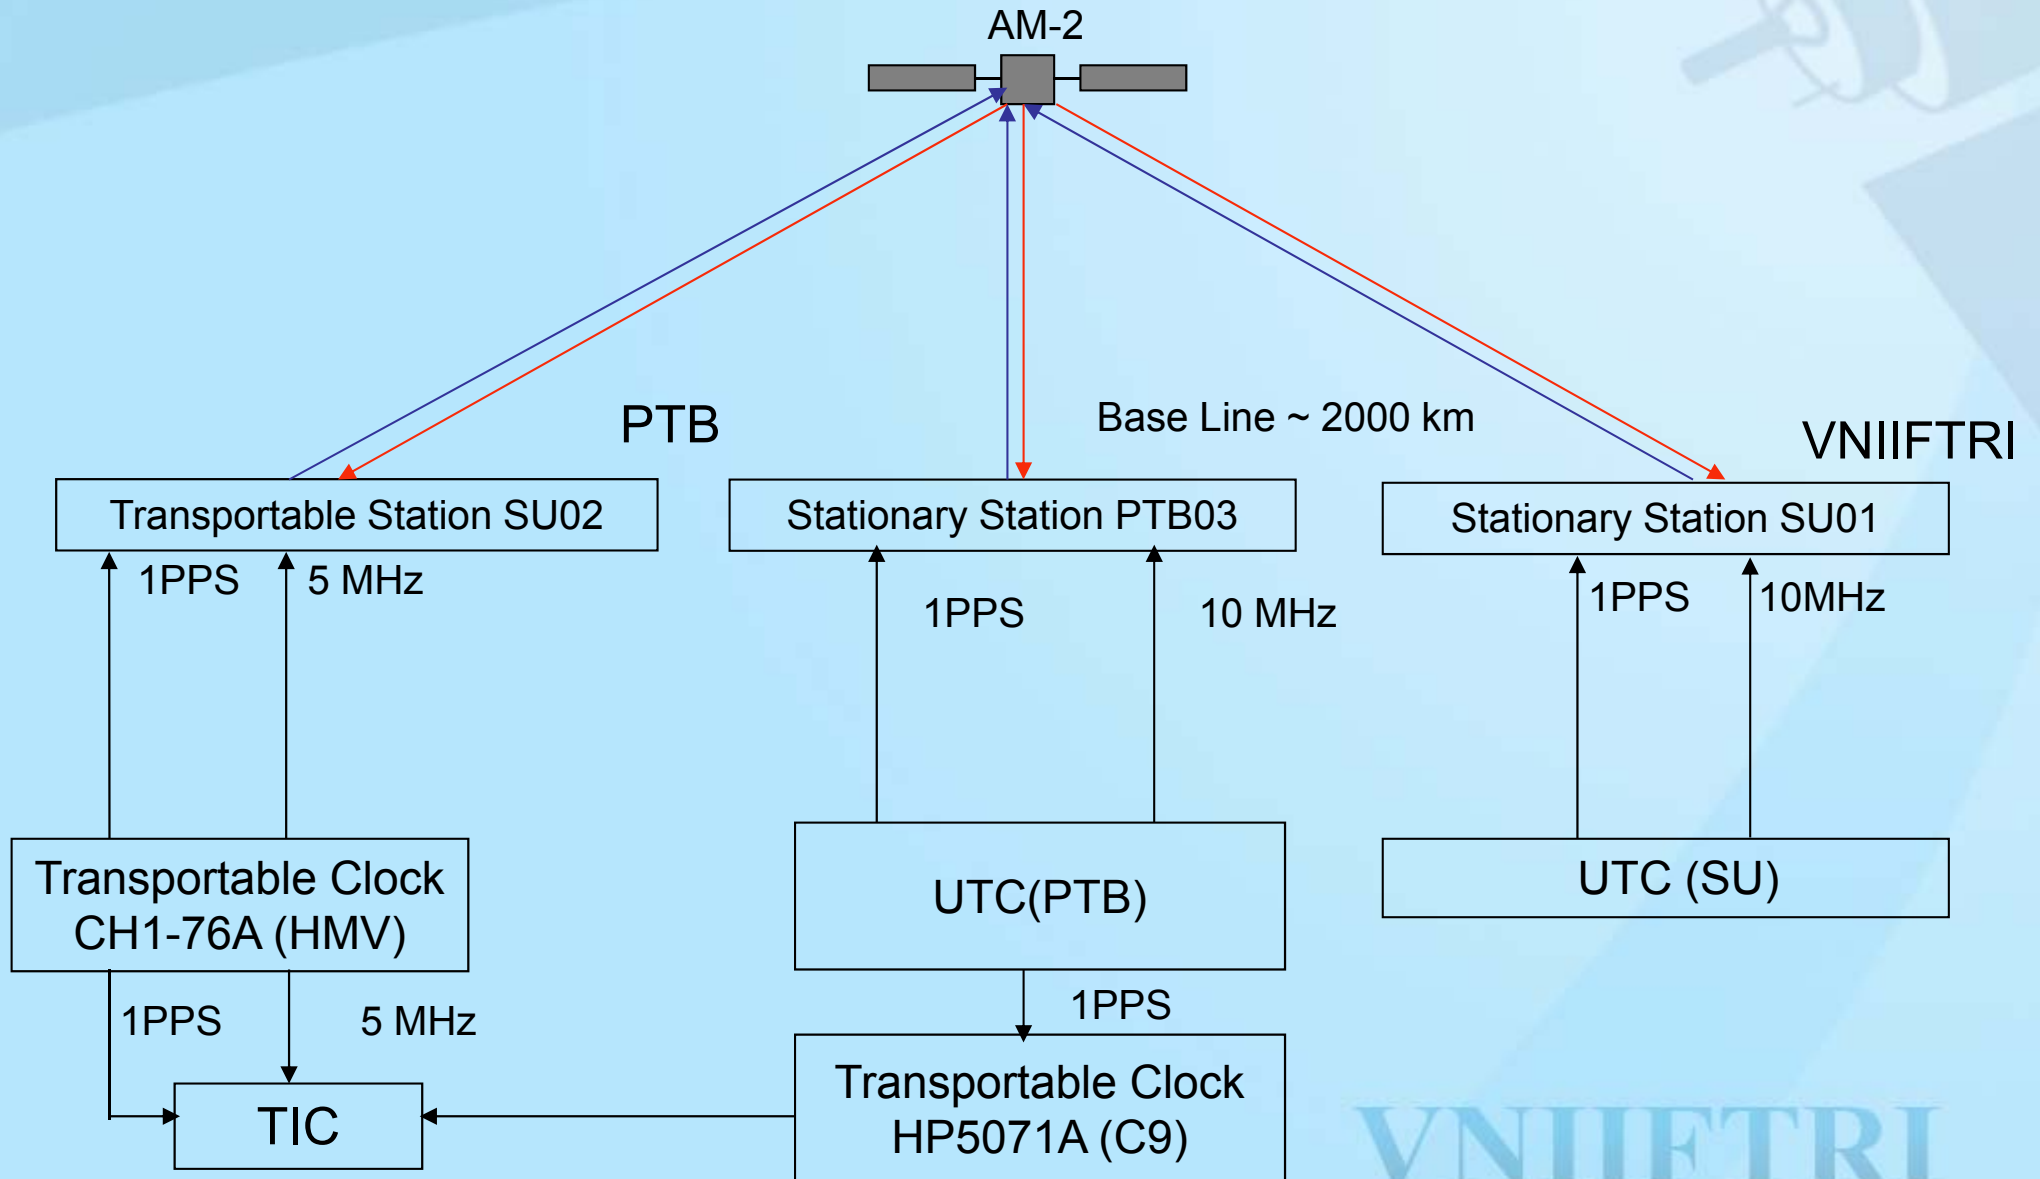 AM-2
PTB
Base Line ~ 2000 km
VNIIFTRI
Transportable Station SU02
Stationary Station PTB03
Stationary Station SU01
1PPS
5 MHz
1PPS
10 MHz
1PPS
10MHz
Transportable Clock
CH1-76A (HMV)
UTC(PTB)
UTC (SU)
1PPS
5 MHz
1PPS
TIC
Transportable Clock
HP5071A (C9)
VNIIFTRI